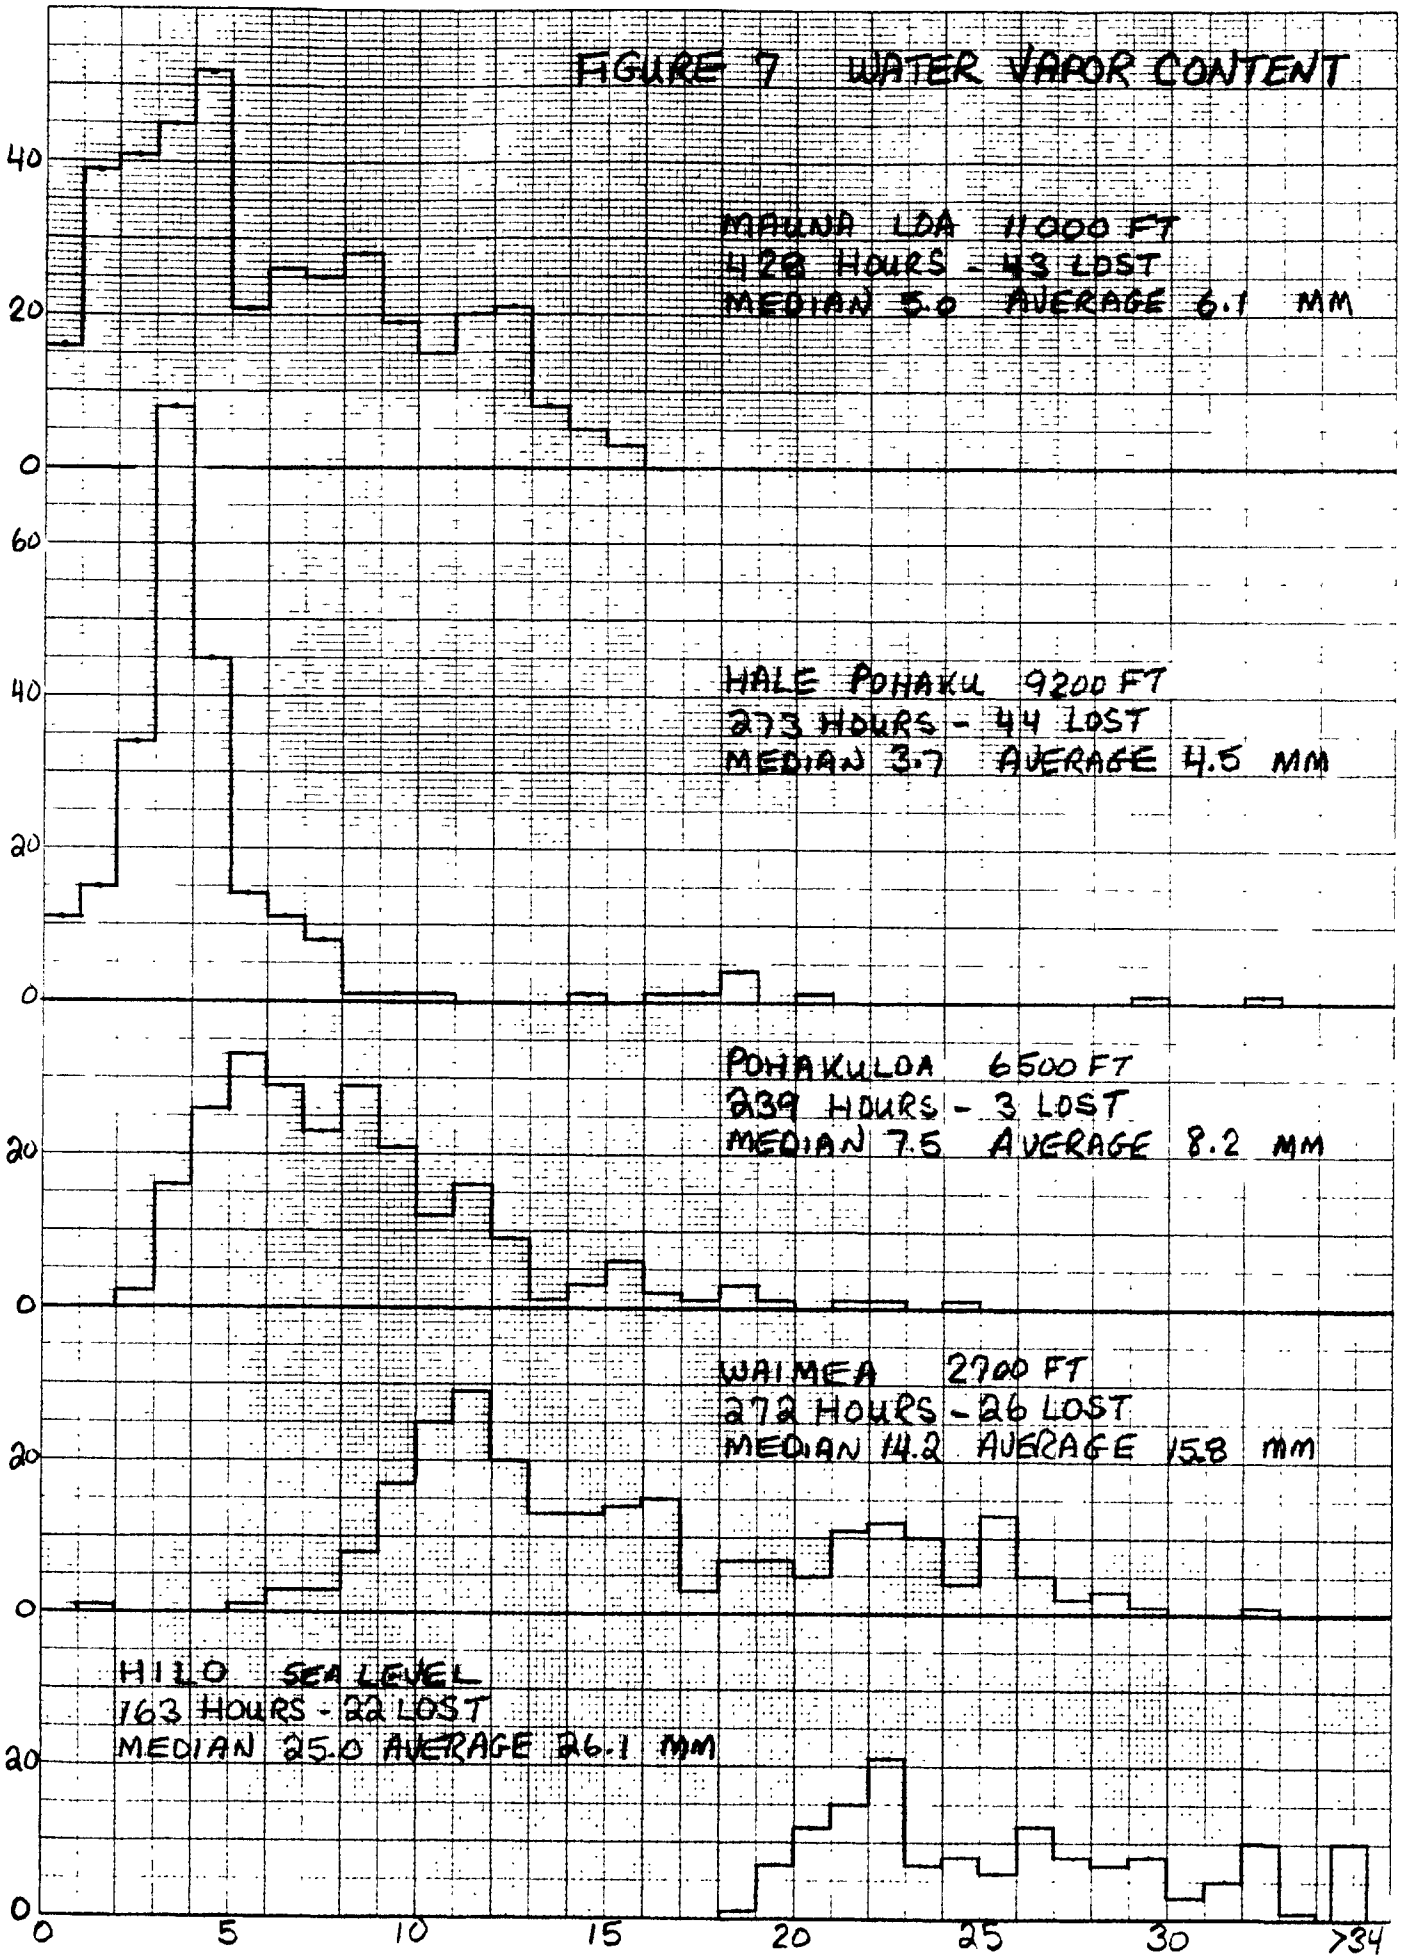 FIGURE 7 WATER VAPOR CONTENT
40
20
0
MAUNA LOA 11000 FT
428 HOURS - 43 LOST
MEDIAN 5.0 AVERAGE 6.1 MM
60
40
20
0
HALE POHAKU 9200 FT
273 HOURS - 44 LOST
MEDIAN 3.7 AVERAGE 4.5 MM
20
0
POHAKULOA 6500 FT
239 HOURS - 3 LOST
MEDIAN 7.5 AVERAGE 8.2 MM
20
0
WAIMEA 2700 FT
272 HOURS - 26 LOST
MEDIAN 14.2 AVERAGE 15.8 MM
HILO SEA LEVEL
163 HOURS - 22 LOST
MEDIAN 25.0 AVERAGE 26.1 MM
20
0
0 5 10 15 20 25 30 >34